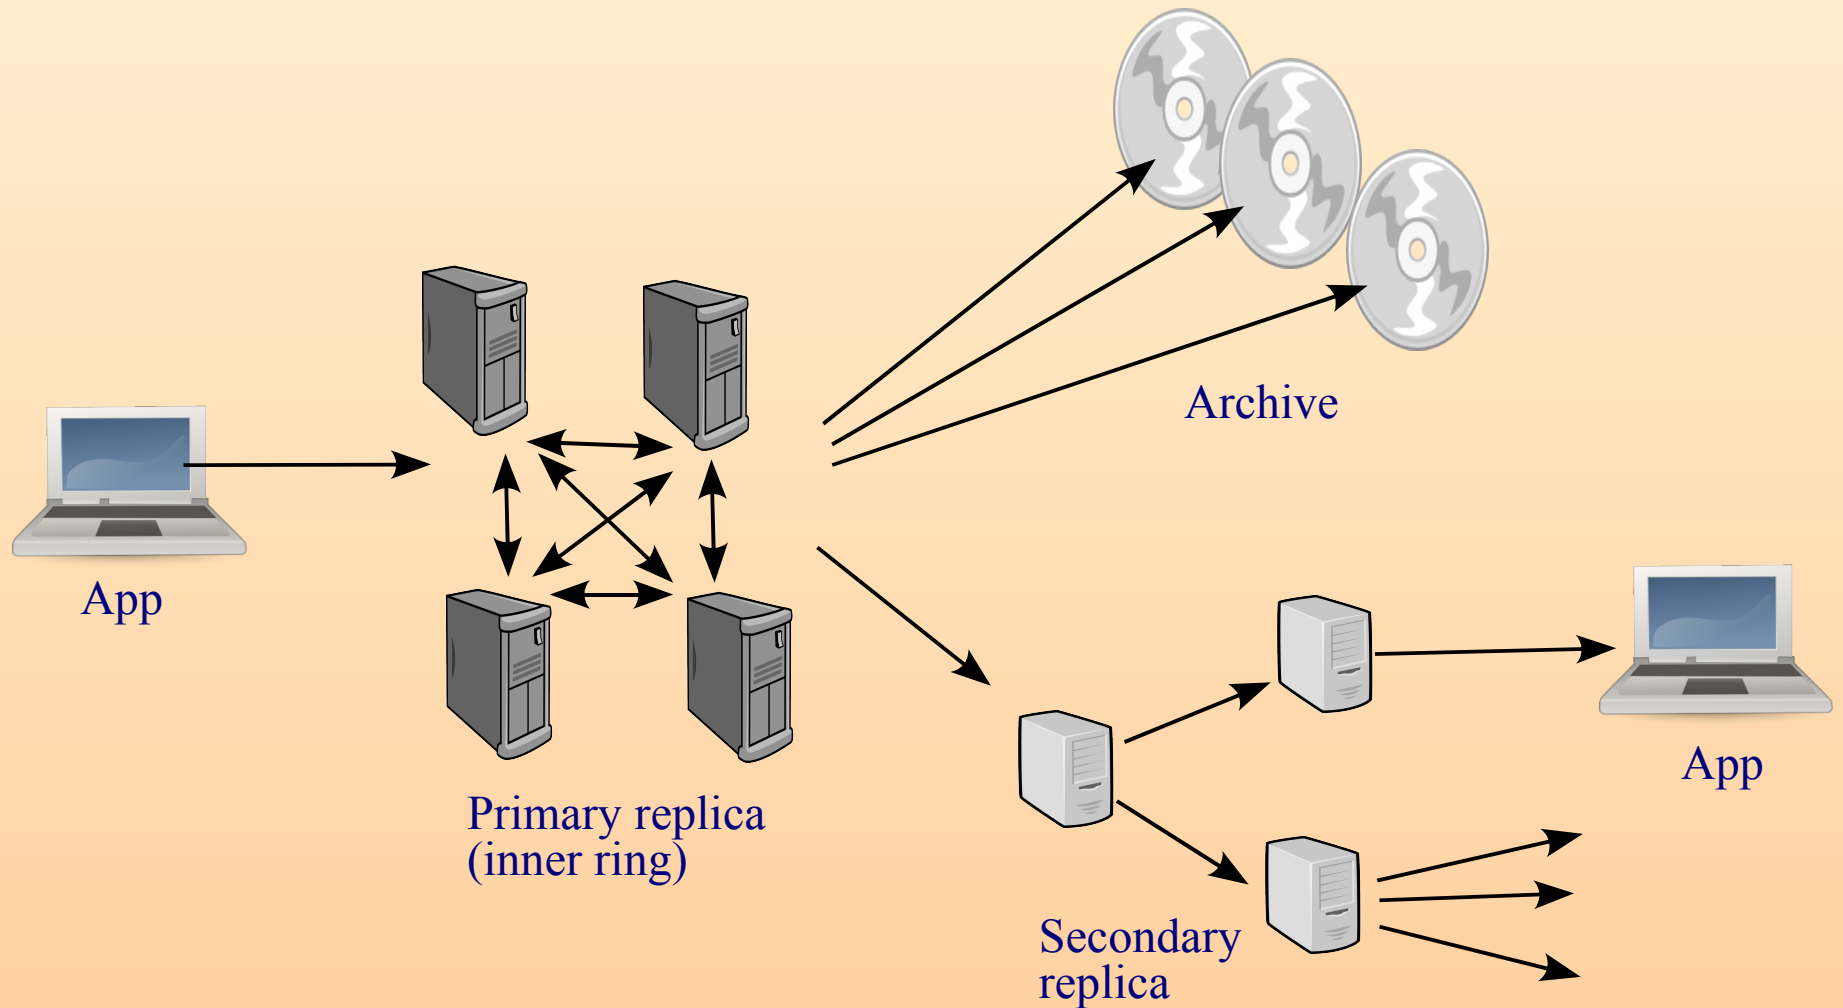 Archive
App
App
Primary replica
(inner ring)
Secondary
replica